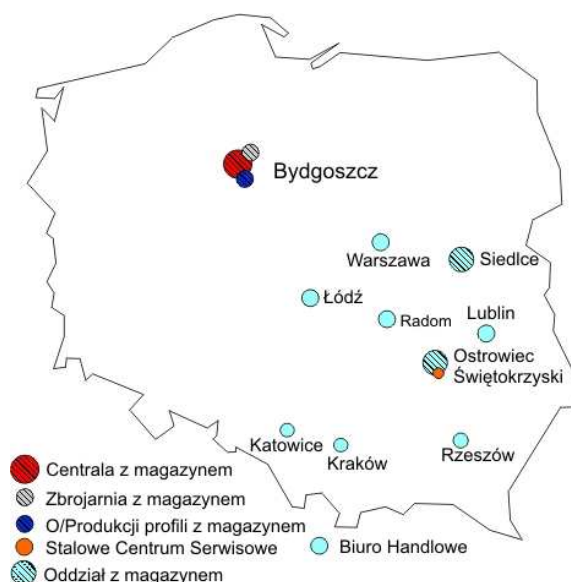 Bydgoszcz
Warszawa
Siedlce
Łódź
Radom
Lublin
Ostrowiec
Świętokrzyski
Katowice
Kraków
Rzeszów
Centrala z magazynem
Zbrojarnia z magazynem
O/Produkcji profili z magazynem
Stalowe Centrum Serwisowe
Biuro Handlowe
Oddział z magazynem